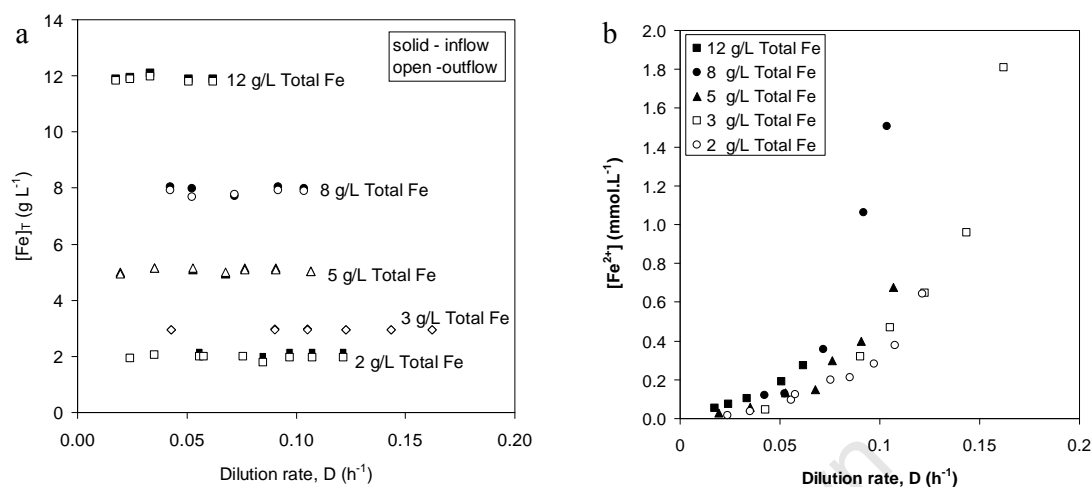 a
[Fe]T (g L-1)
14
12
10
8
6
4
2
0
solid - inflow
open -outflow
12 g/L Total Fe
8 g/L Total Fe
5 g/L Total Fe
3 g/L Total Fe
2 g/L Total Fe
0.00 0.05 0.10 0.15 0.20
Dilution rate, D (h-1)
b
[Fe2+] (mmol.L-1)
2.0
1.8
1.6
1.4
1.2
1.0
0.8
0.6
0.4
0.2
0.0
12 g/L Total Fe
8 g/L Total Fe
5 g/L Total Fe
3 g/L Total Fe
2 g/L Total Fe
0 0.05 0.1 0.15 0.2
Dilution rate, D (h-1)